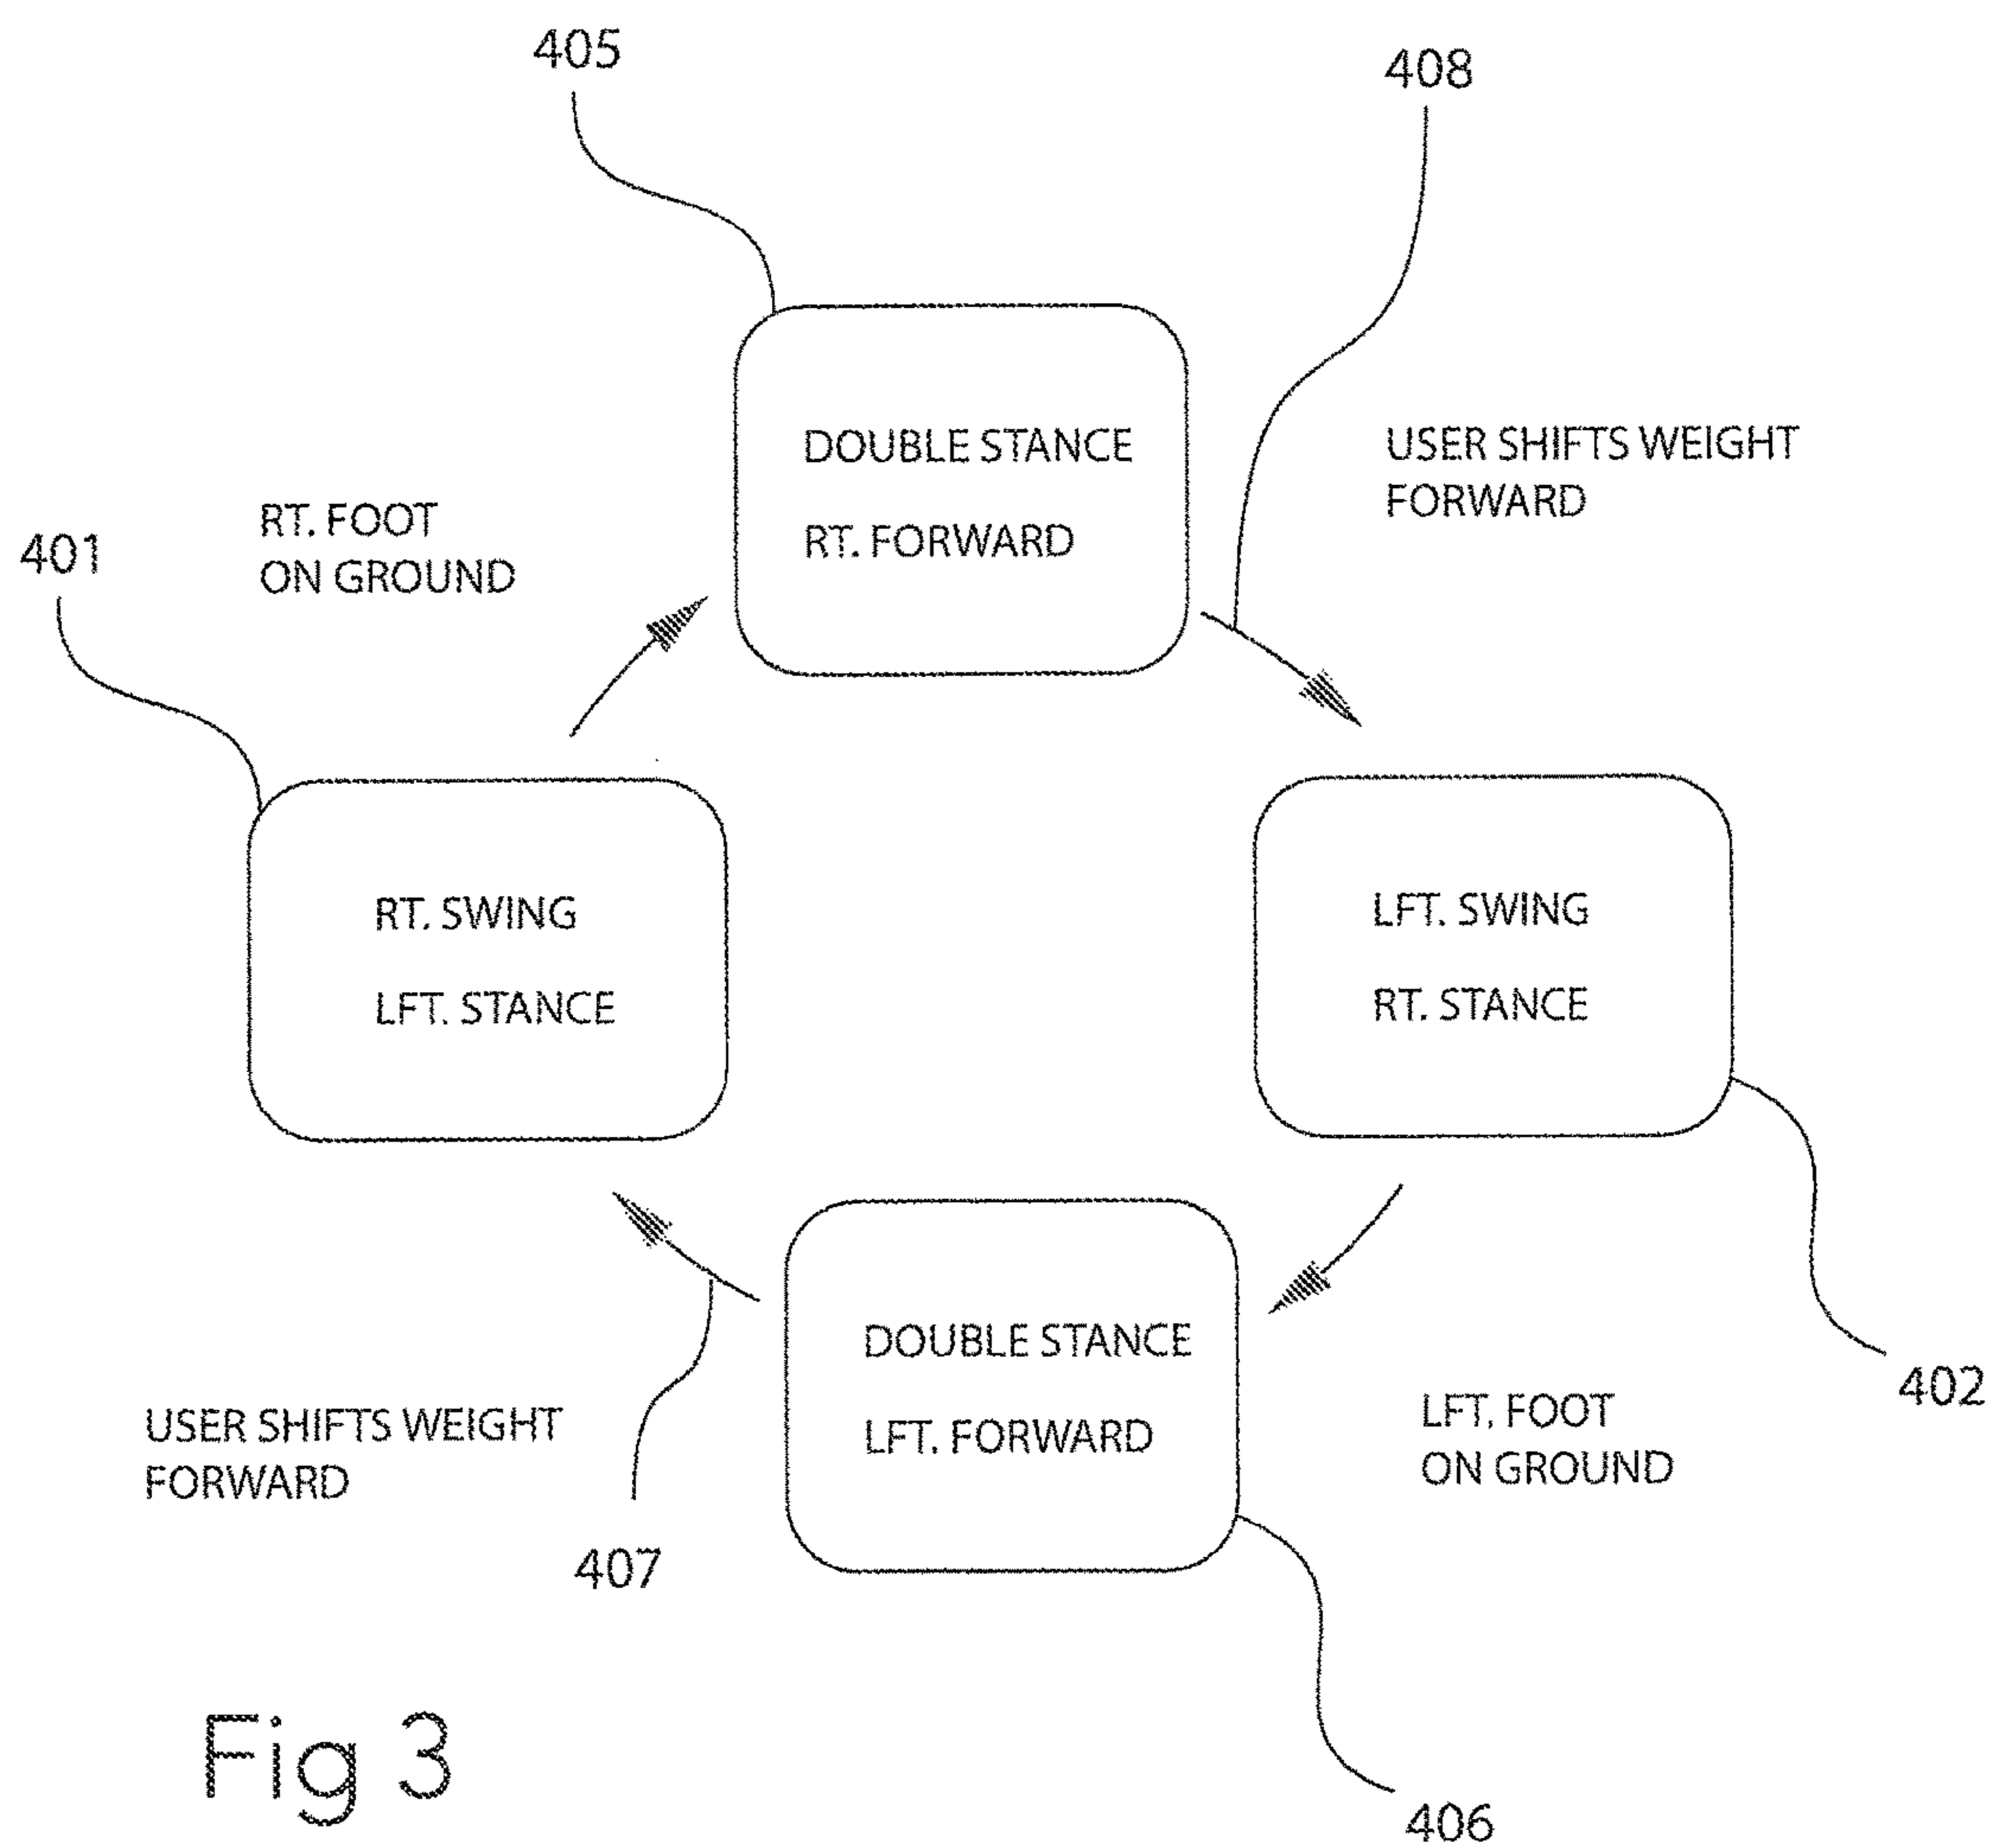 405
408
DOUBLE STANCE
RT. FORWARD
USER SHIFTS WEIGHT
FORWARD
RT. FOOT
ON GROUND
401
RT. SWING
LFT. STANCE
LFT. SWING
RT. STANCE
402
DOUBLE STANCE
LFT. FORWARD
LFT, FOOT
ON GROUND
USER SHIFTS WEIGHT
FORWARD
407
406
Fig 3